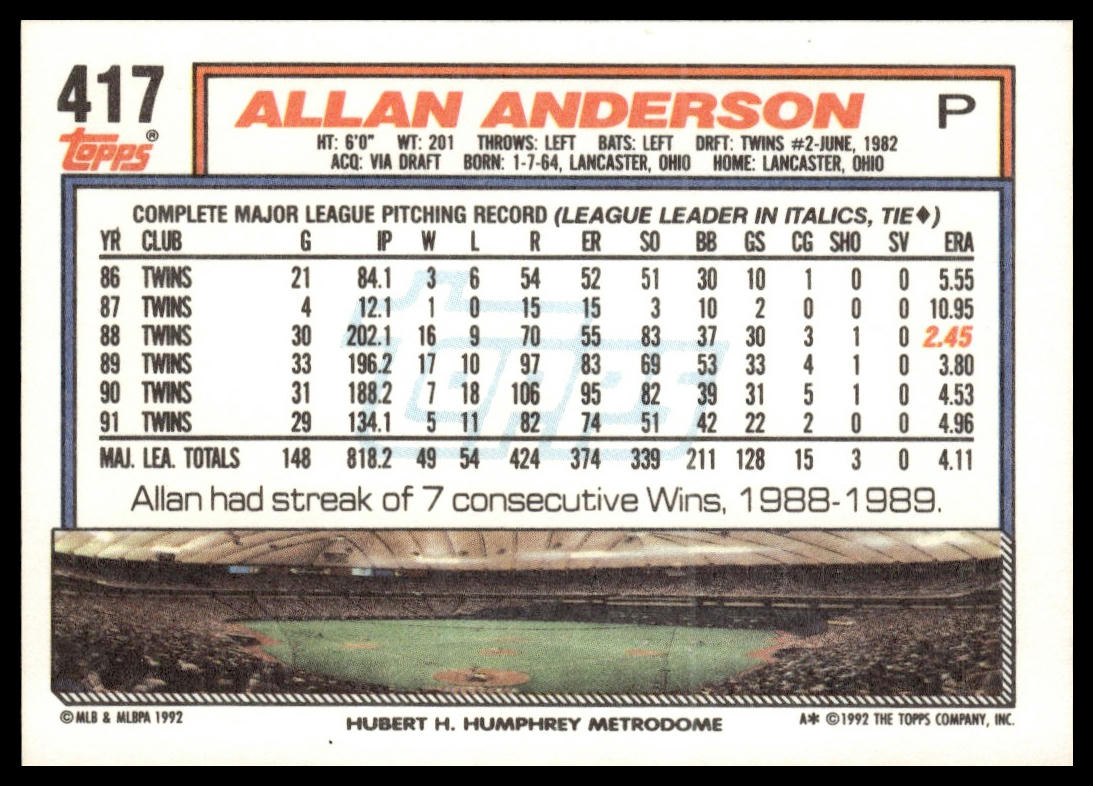 417
Topps®
ALLAN ANDERSON P
HT: 6'0" WT: 201 THROWS: LEFT BATS: LEFT DRFT: TWINS #2-JUNE, 1982
ACQ: VIA DRAFT BORN: 1-7-64, LANCASTER, OHIO HOME: LANCASTER, OHIO
COMPLETE MAJOR LEAGUE PITCHING RECORD (LEAGUE LEADER IN ITALICS, TIE♦)
YR CLUB G IP W L R ER SO BB GS CG SHO SV ERA
86 TWINS 21 84.1 3 6 54 52 51 30 10 1 0 0 5.55
87 TWINS 4 12.1 1 0 15 15 3 10 2 0 0 0 10.95
88 TWINS 30 202.1 16 9 70 55 83 37 30 3 1 0 2.45
89 TWINS 33 196.2 17 10 97 83 69 53 33 4 1 0 3.80
90 TWINS 31 188.2 7 18 106 95 82 39 31 5 1 0 4.53
91 TWINS 29 134.1 5 11 82 74 51 42 22 2 0 0 4.96
MAJ. LEA. TOTALS 148 818.2 49 54 424 374 339 211 128 15 3 0 4.11
Topps
Allan had streak of 7 consecutive Wins, 1988-1989.
©MLB & MLBPA 1992
HUBERT H. HUMPHREY METRODOME
A* ©1992 THE TOPPS COMPANY, INC.